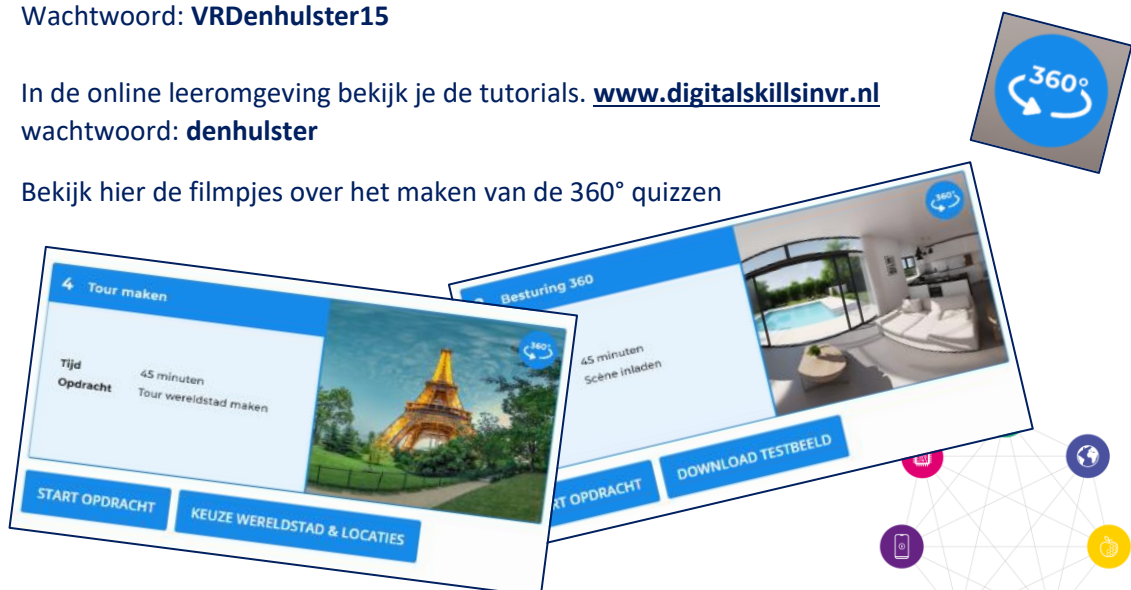 Wachtwoord: VRDenhulster15
In de online leeromgeving bekijk je de tutorials. www.digitalskillsinvr.nl
wachtwoord: denhulster
Bekijk hier de filmpjes over het maken van de 360° quizzen
360°
4 Tour maken
360°
Tijd 45 minuten
Opdracht Tour wereldstad maken
START OPDRACHT
KEUZE WERELDSTAD & LOCATIES
Besturing 360
360°
45 minuten
Scène inladen
RT OPDRACHT
DOWNLOAD TESTBEELD